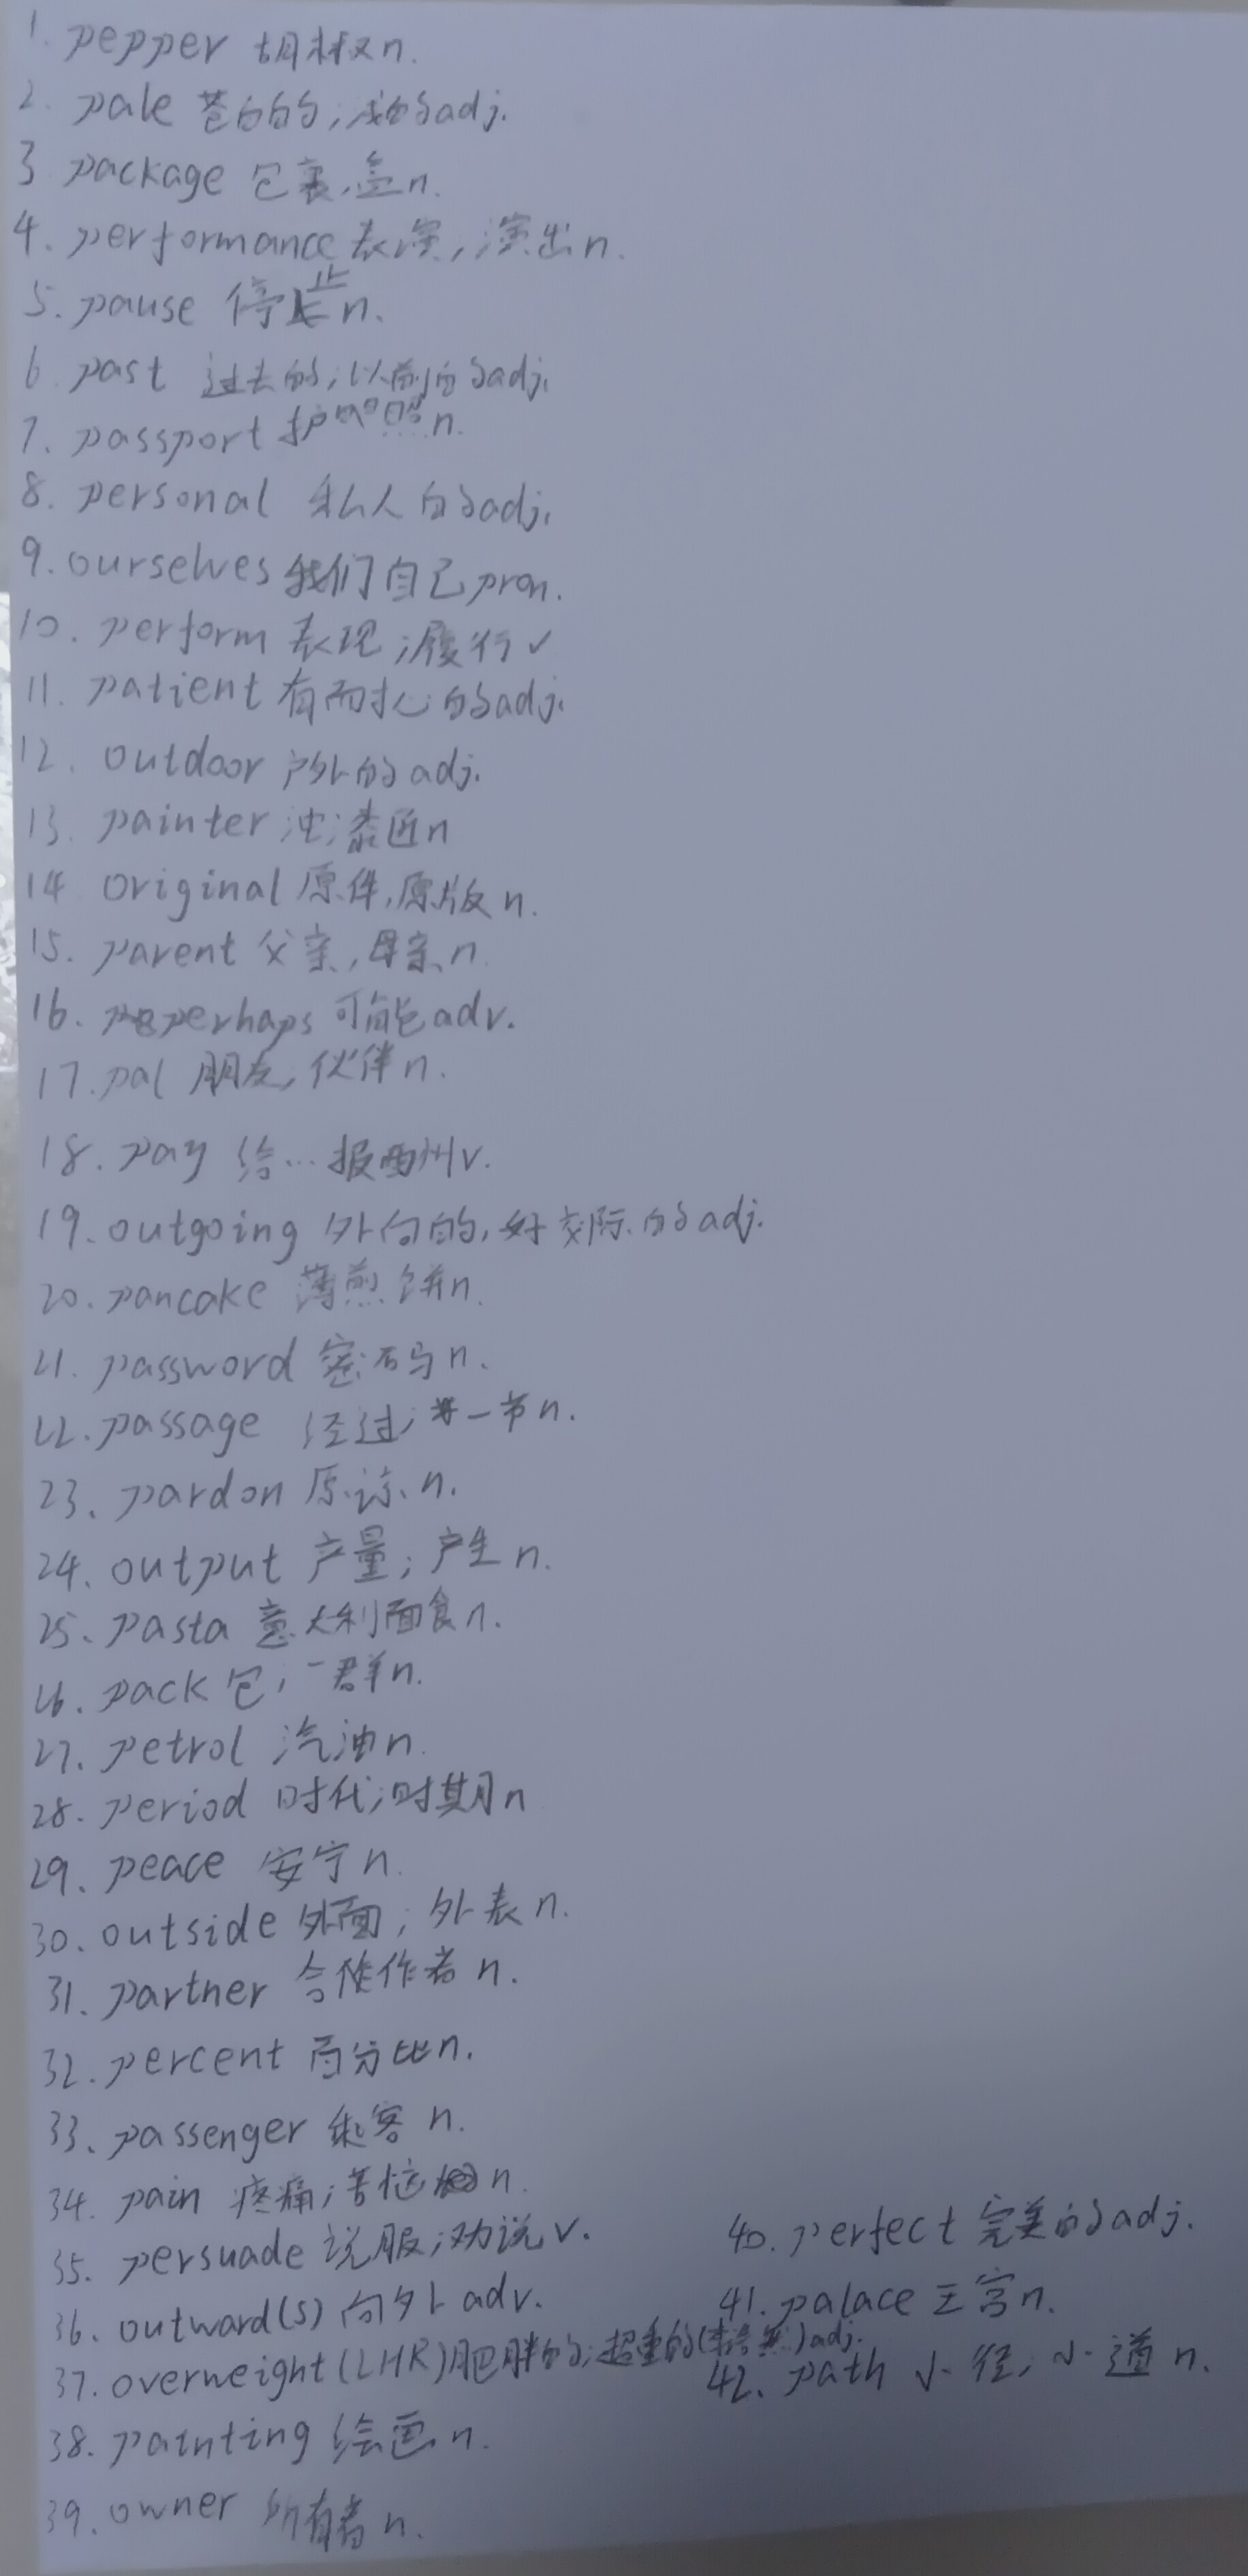 1. pepper 胡椒 n.
2. pale 苍白的; 浅的 adj.
3 package 包裹, 盒 n.
4. performance 表演; 演出 n.
5. pause 停止 n.
6 past 过去的; 以前的 adj.
7. passport 护照 n.
8. personal 私人的 adj.
9. ourselves 我们自己 pron.
10. perform 表现; 履行 v
11. patient 有耐心的 adj.
12. outdoor 户外的 adj.
13. painter 油漆匠 n
14 original 原件, 原版 n.
15. parent 父亲, 母亲 n
16. perhaps 可能 adv.
17. pal 朋友, 伙伴 n.
18. pay 给…报酬 v.
19. outgoing 外向的, 好交际的 adj.
20. pancake 薄煎饼 n.
21. password 密码 n.
22. passage 经过; 一节 n.
23. pardon 原谅 n.
24. output 产量; 产生 n.
25. pasta 意大利面食 n.
26. pack 包, 一群 n.
27. petrol 汽油 n.
28. period 时代; 时期 n
29. peace 安宁 n.
30. outside 外面; 外表 n.
31. partner 合作者 n.
32. percent 百分比 n.
33. passenger 乘客 n.
34. pain 疼痛; 苦恼 n.
35. persuade 说服; 劝说 v.
36. outward(s) 向外 adv.
37. overweight (LHR) 肥胖的; 超重的 adj.
38. painting 绘画 n.
39. owner 所有者 n.
40. perfect 完美的 adj.
41. palace 王宫 n.
42. path 小径; 小道 n.